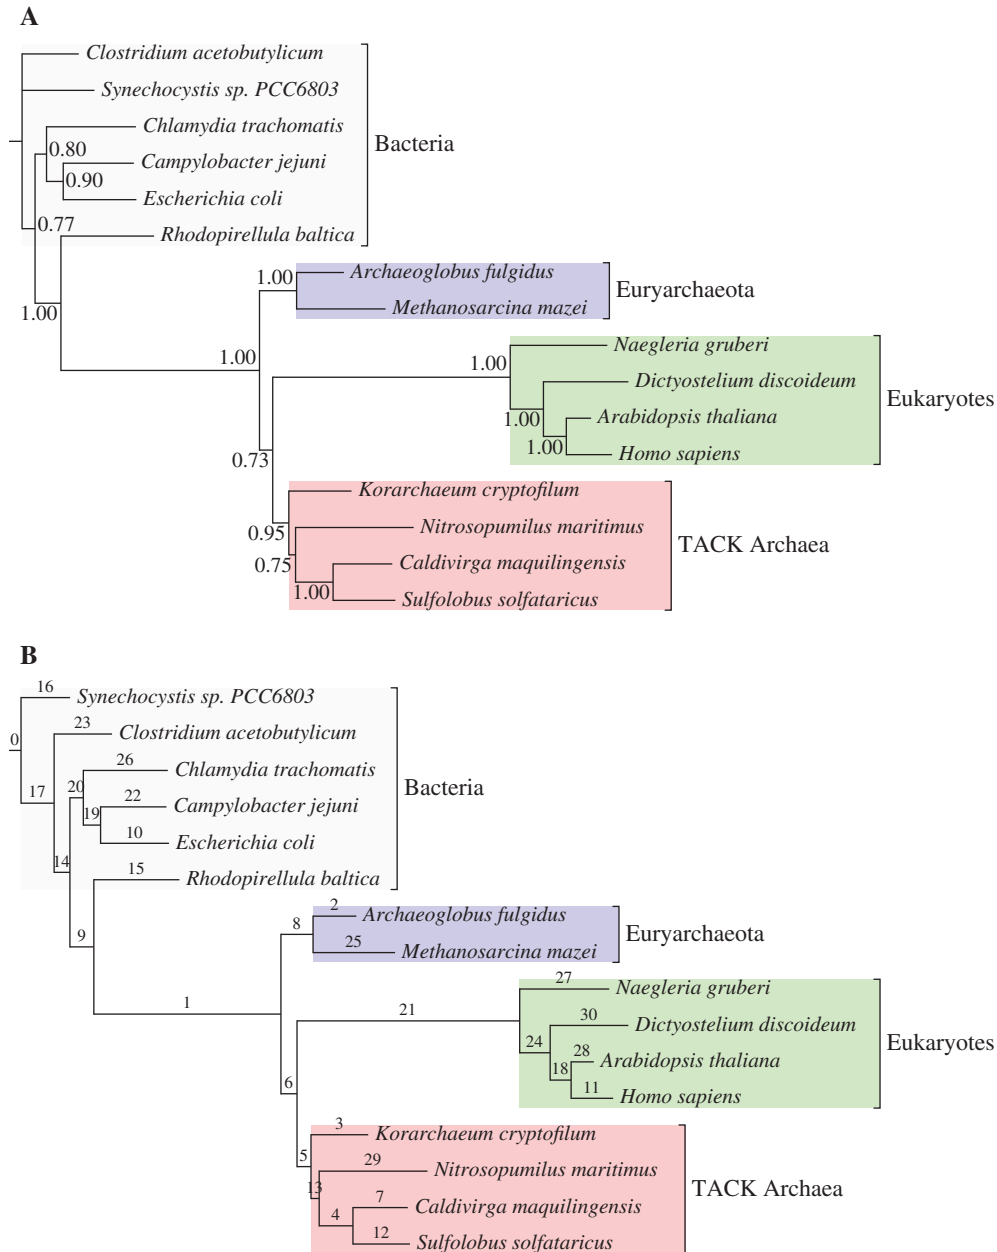 A
Clostridium acetobutylicum
Synechocystis sp. PCC6803
Chlamydia trachomatis
0.80
Bacteria
Campylobacter jejuni
0.90
Escherichia coli
0.77
Rhodopirellula baltica
1.00
1.00
Archaeoglobus fulgidus
Euryarchaeota
Methanosarcina mazei
1.00
1.00
Naegleria gruberi
Dictyostelium discoideum
Eukaryotes
1.00
Arabidopsis thaliana
1.00
Homo sapiens
0.73
Korarchaeum cryptofilum
0.95
Nitrosopumilus maritimus
TACK Archaea
0.75
Caldivirga maquilingensis
1.00
Sulfolobus solfataricus
B
16
Synechocystis sp. PCC6803
0
23
Clostridium acetobutylicum
26
Chlamydia trachomatis
20
Bacteria
17
22
Campylobacter jejuni
19
10
Escherichia coli
14
15
Rhodopirellula baltica
2
Archaeoglobus fulgidus
8
Euryarchaeota
9
25
Methanosarcina mazei
1
27
Naegleria gruberi
21
30
Dictyostelium discoideum
24
Eukaryotes
28
Arabidopsis thaliana
18
6
11
Homo sapiens
3
Korarchaeum cryptofilum
5
29
Nitrosopumilus maritimus
13
TACK Archaea
7
Caldivirga maquilingensis
4
12
Sulfolobus solfataricus